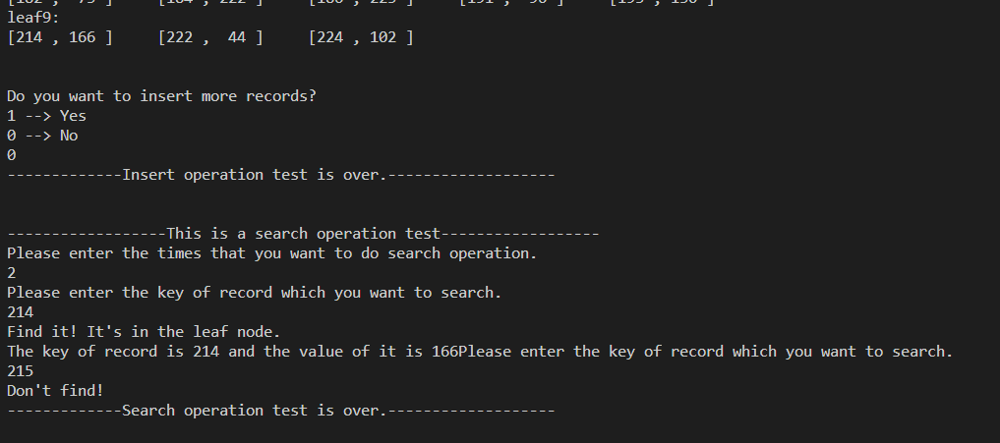 leaf9:
[214 , 166 ]     [222 ,  44 ]     [224 , 102 ]
Do you want to insert more records?
1 --> Yes
0 --> No
0
-------------Insert operation test is over.-------------------
------------------This is a search operation test------------------
Please enter the times that you want to do search operation.
2
Please enter the key of record which you want to search.
214
Find it! It's in the leaf node.
The key of record is 214 and the value of it is 166Please enter the key of record which you want to search.
215
Don't find!
-------------Search operation test is over.-------------------